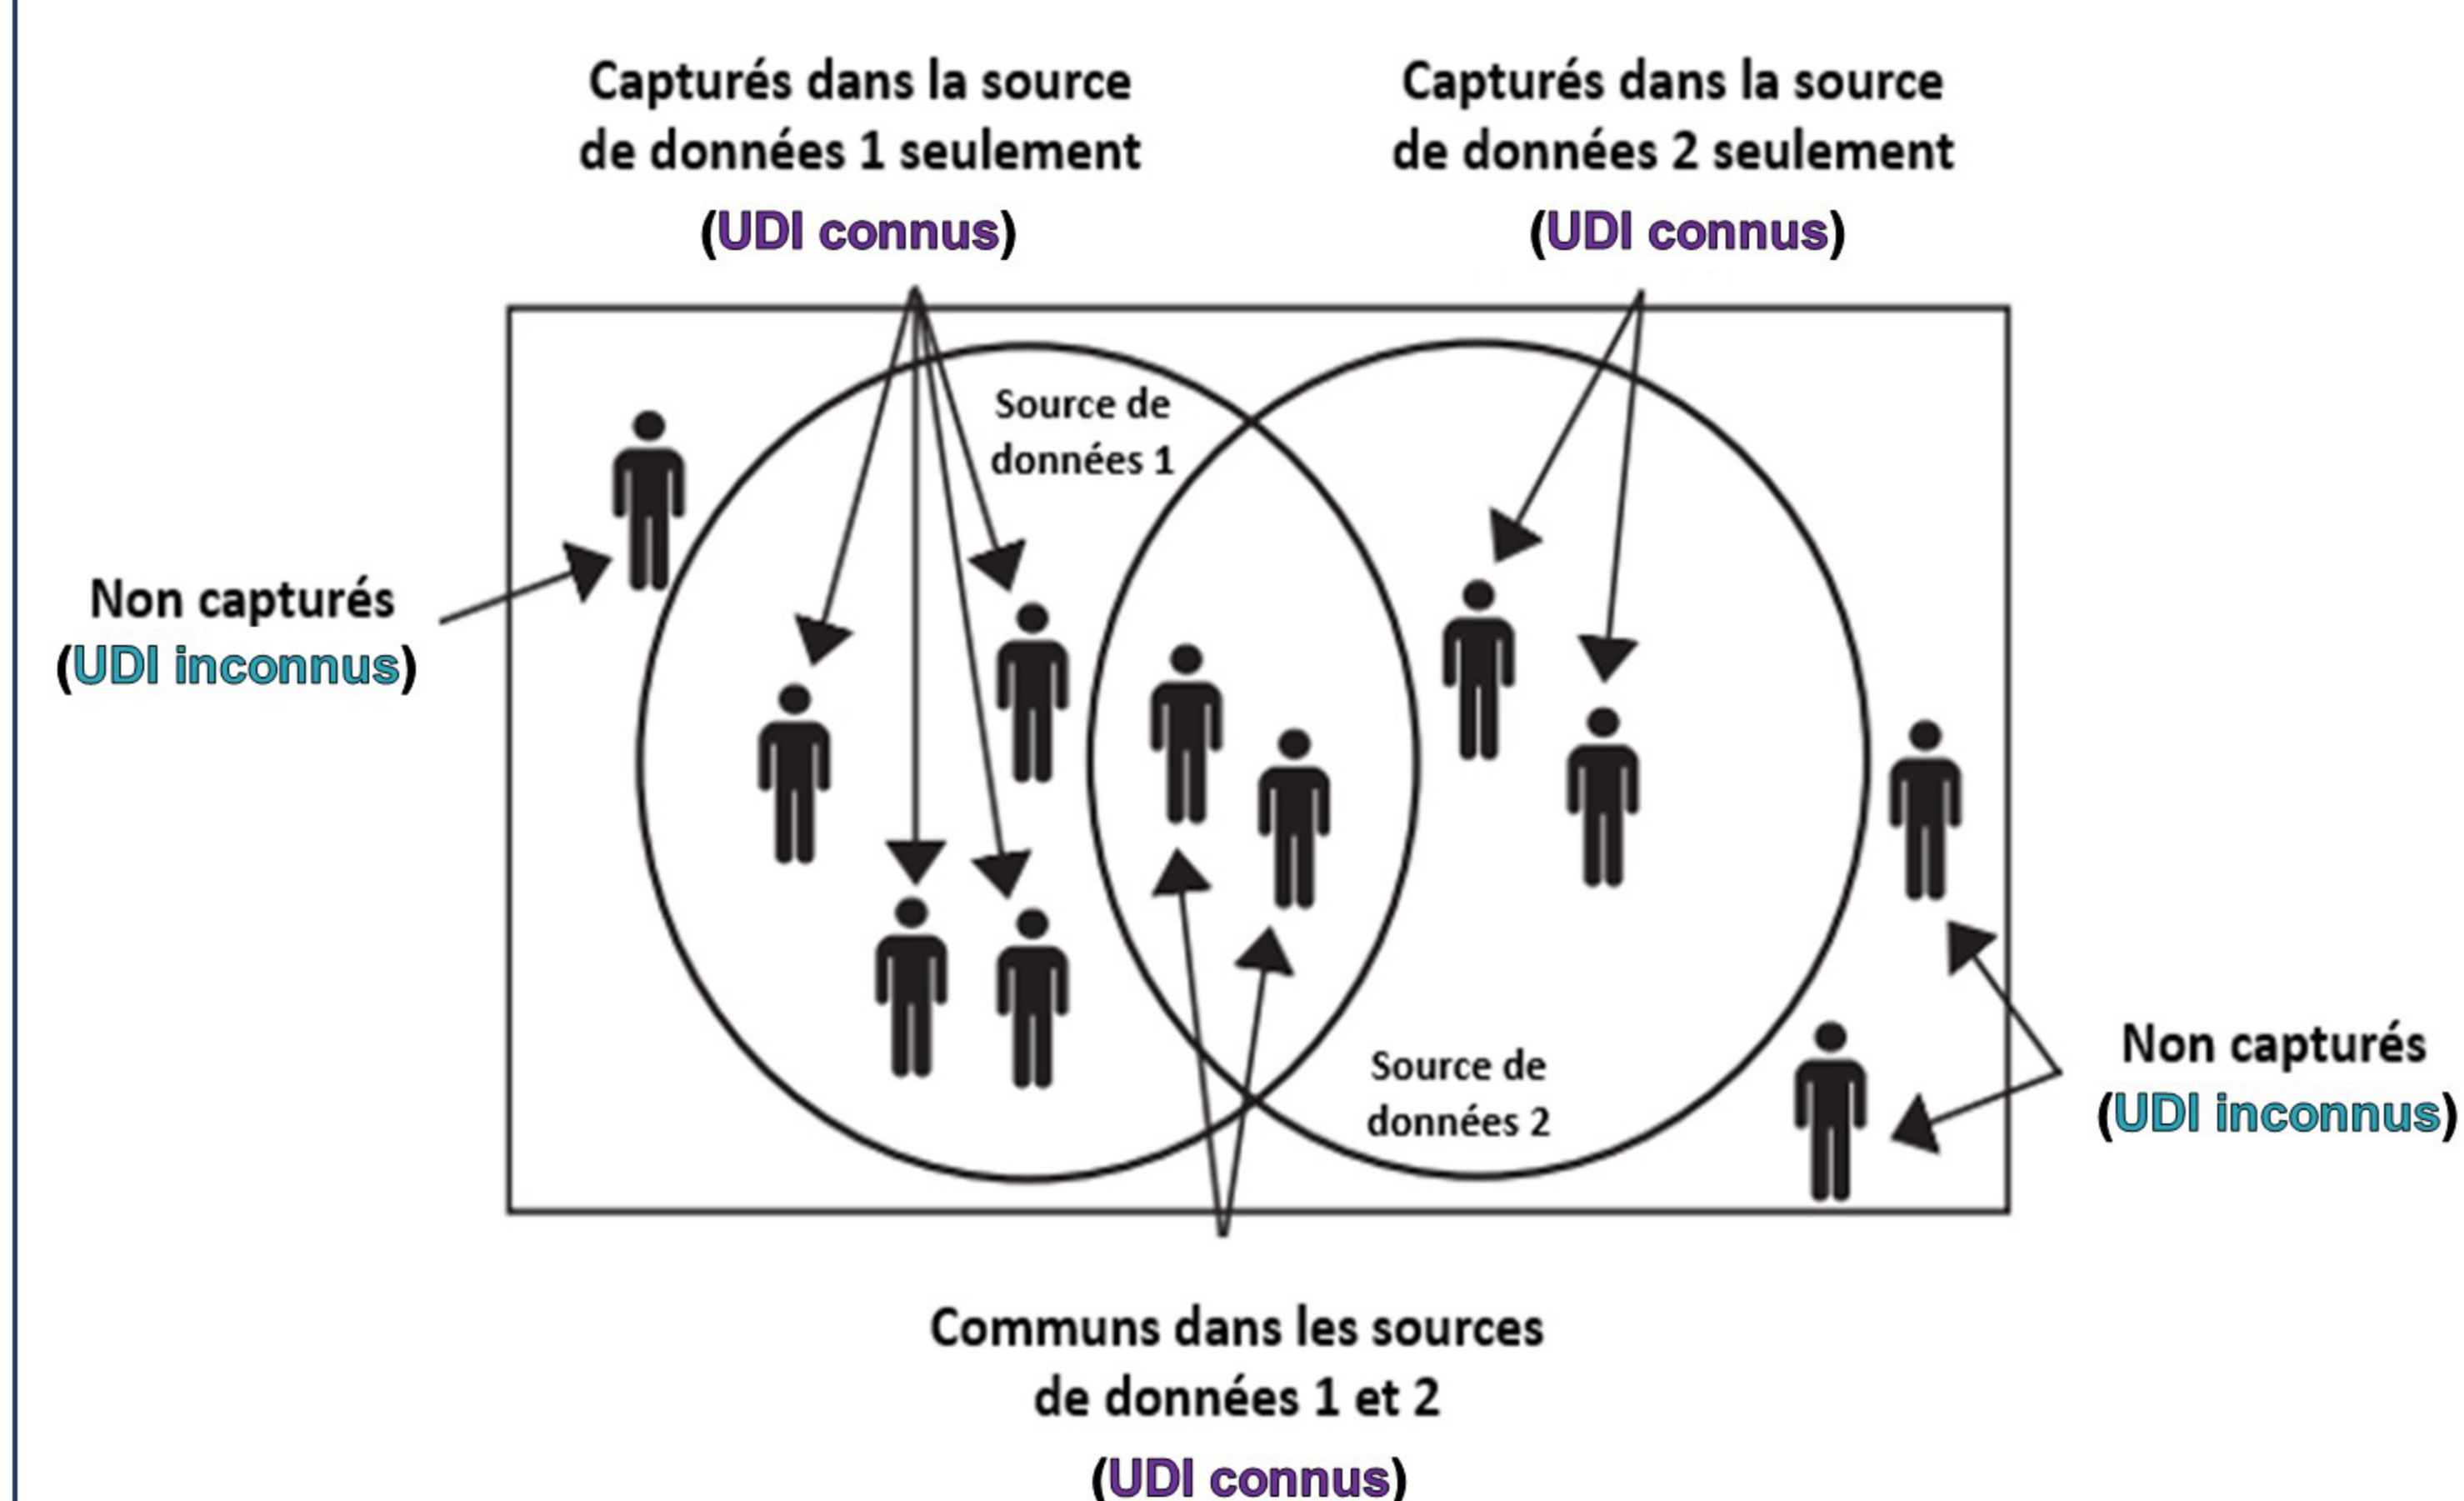 Capturés dans la source
de données 1 seulement
(UDI connus)
Capturés dans la source
de données 2 seulement
(UDI connus)
Source de
données 1
Non capturés
(UDI inconnus)
Source de
données 2
Non capturés
(UDI inconnus)
Communs dans les sources
de données 1 et 2
(UDI connus)